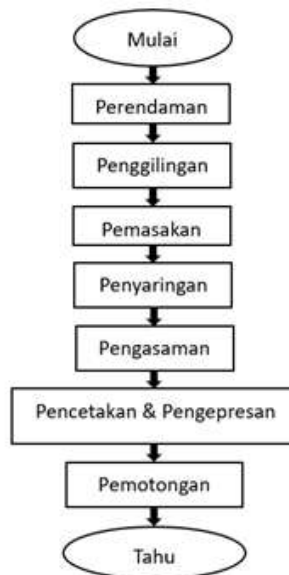 Mulai
Perendaman
Penggilingan
Pemasakan
Penyaringan
Pengasaman
Pencetakan & Pengepresan
Pemotongan
Tahu